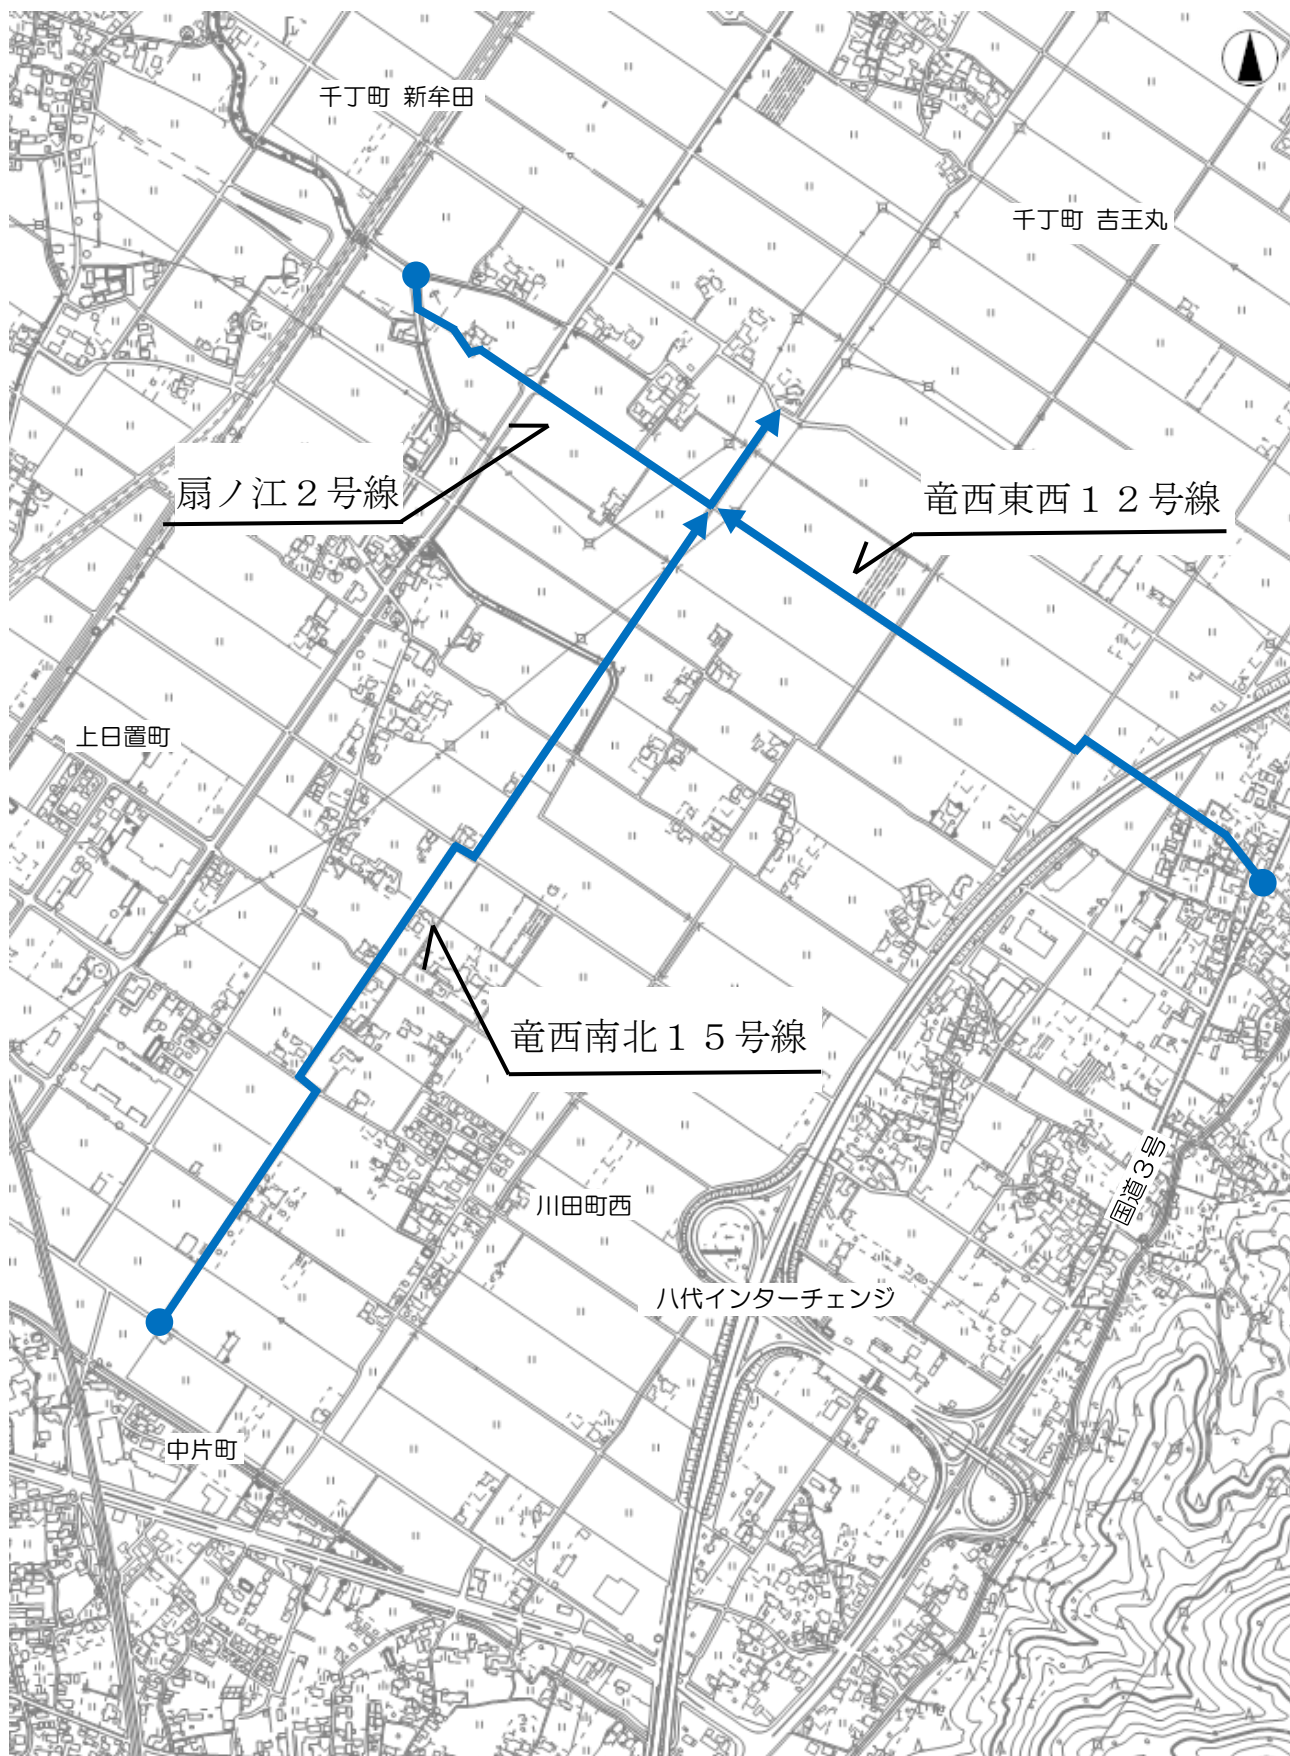 千丁町 新牟田
千丁町 吉王丸
扇ノ江２号線
竜西東西１２号線
上日置町
竜西南北１５号線
国道3号
川田町西
八代インターチェンジ
中片町